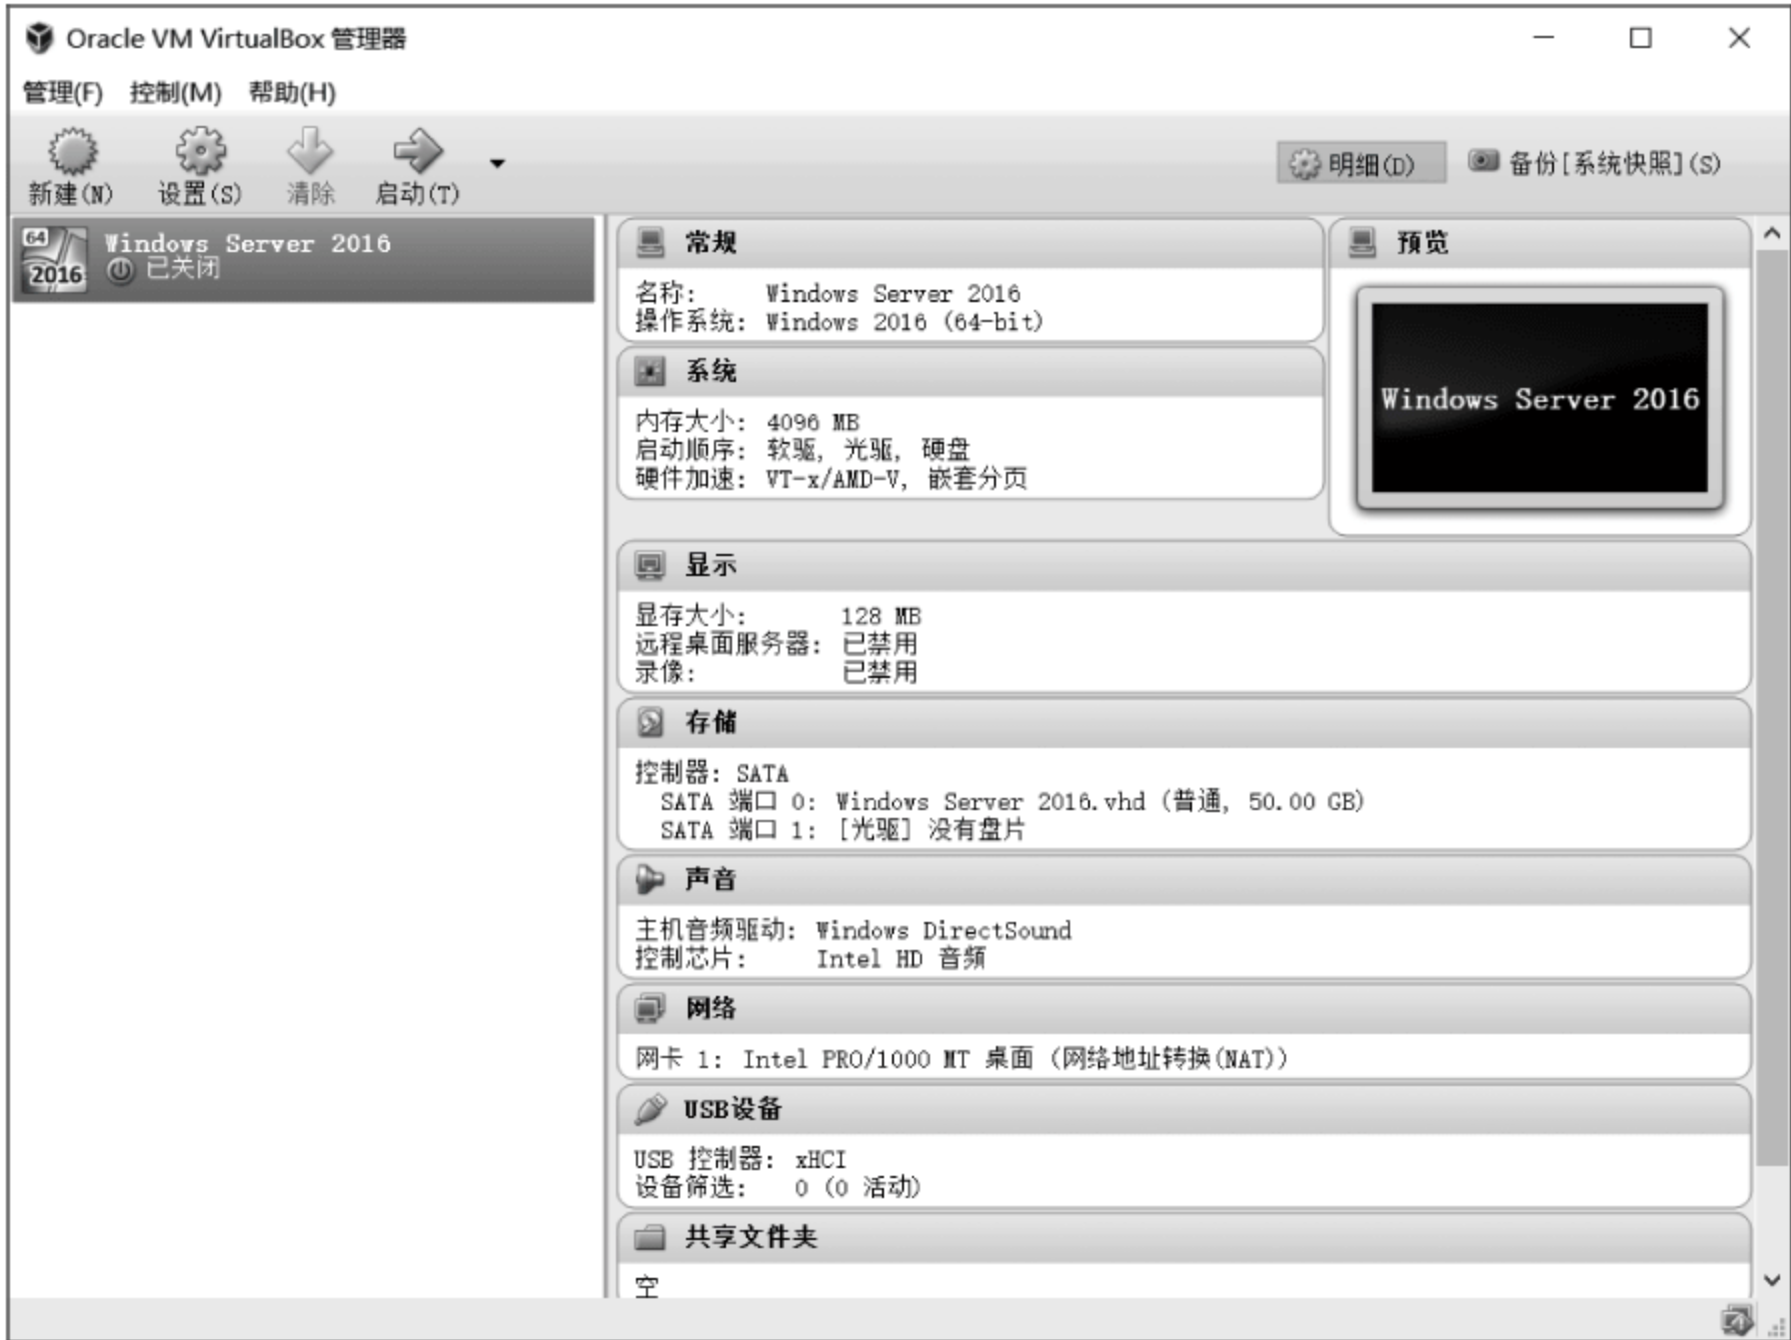 Oracle VM VirtualBox 管理器
管理(F) 控制(M) 帮助(H)
新建(N) 设置(S) 清除 启动(T) 明细(D) 备份[系统快照](S)
64
2016
Windows Server 2016
已关闭
常规
名称: Windows Server 2016
操作系统: Windows 2016 (64-bit)
预览
Windows Server 2016
系统
内存大小: 4096 MB
启动顺序: 软驱, 光驱, 硬盘
硬件加速: VT-x/AMD-V, 嵌套分页
显示
显存大小: 128 MB
远程桌面服务器: 已禁用
录像: 已禁用
存储
控制器: SATA
SATA 端口 0: Windows Server 2016.vhd (普通, 50.00 GB)
SATA 端口 1: [光驱] 没有盘片
声音
主机音频驱动: Windows DirectSound
控制芯片: Intel HD 音频
网络
网卡 1: Intel PRO/1000 MT 桌面 (网络地址转换(NAT))
USB设备
USB 控制器: xHCI
设备筛选: 0 (0 活动)
共享文件夹
空